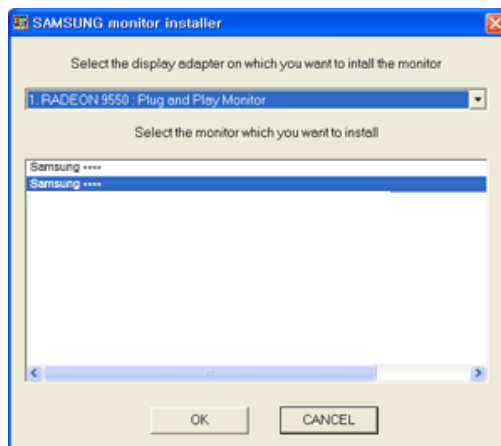 SAMSUNG monitor installer
Select the display adapter on which you want to intall the monitor
1. RADEON 9550 : Plug and Play Monitor
Select the monitor which you want to install
Samsung ****
Samsung ****
OK
CANCEL